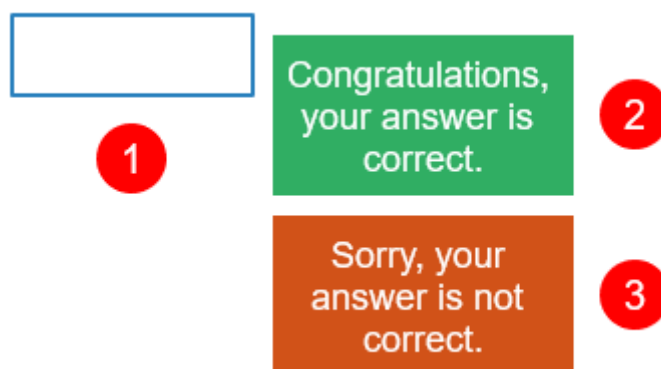 Congratulations,
your answer is
correct.
2
1
Sorry, your
answer is not
correct.
3